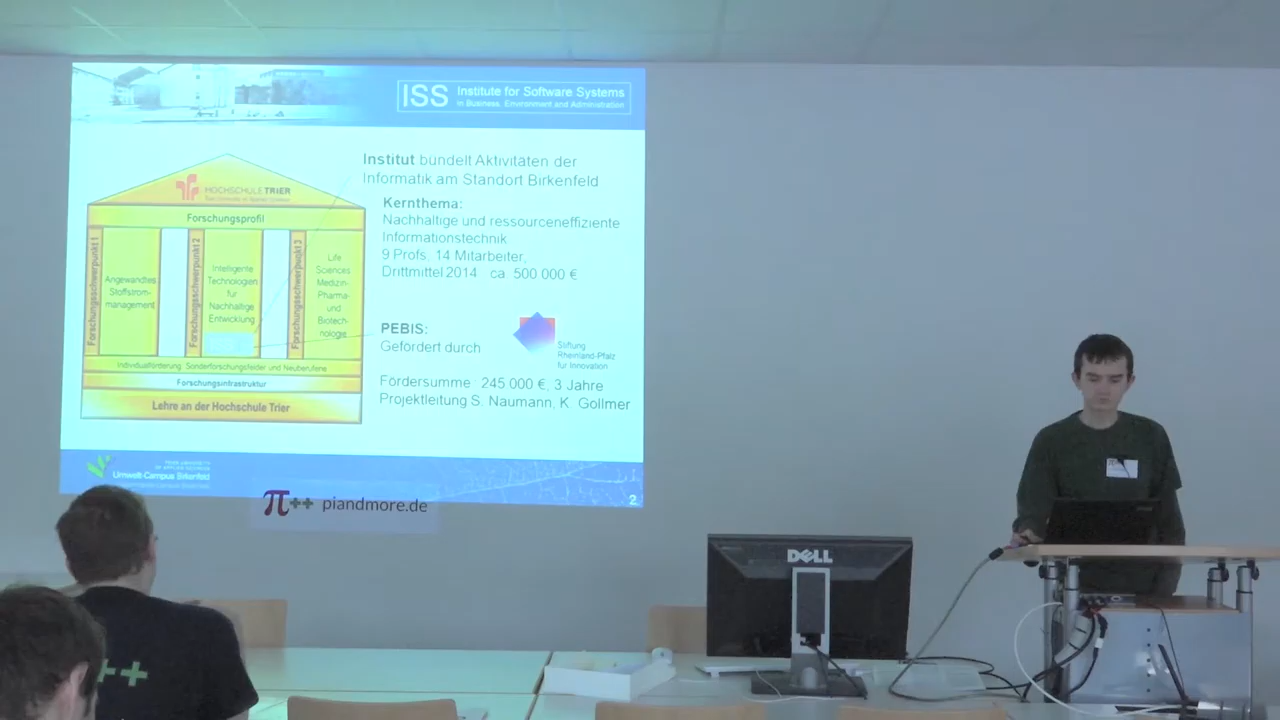 ISS Institute for Software Systems
in Business, Environment and Administration
Institut bündelt Aktivitäten der
Informatik am Standort Birkenfeld
Kernthema:
Nachhaltige und ressourceneffiziente
Informationstechnik
9 Profs, 14 Mitarbeiter,
Drittmittel 2014 ca 500 000 €
HOCHSCHULE TRIER
Forschungsprofil
Forschungsschwerpunkt 1
Angewandtes
Stoffstrom-
management
Forschungsschwerpunkt 2
Intelligente
Technologien
für
Nachhaltige
Entwicklung
Forschungsschwerpunkt 3
Life
Sciences
Medizin-
Pharma-
und
Biotech-
nologie
Individualförderung, Sonderforschungsfelder und Neuberufene
Forschungsinfrastruktur
Lehre an der Hochschule Trier
PEBIS:
Gefördert durch
Stiftung
Rheinland-Pfalz
für Innovation
Fördersumme: 245 000 €, 3 Jahre
Projektleitung S. Naumann, K. Gollmer
Umwelt-Campus Birkenfeld
2
π++ piandmore.de
DELL
++